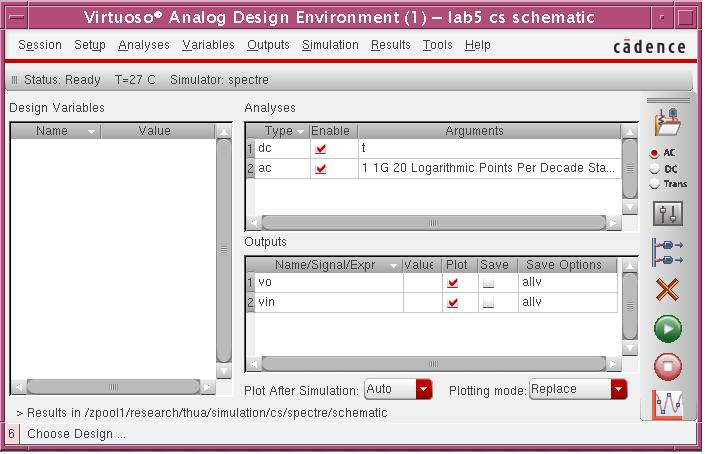 Virtuoso® Analog Design Environment (1) – lab5 cs schematic
Session Setup Analyses Variables Outputs Simulation Results Tools Help cādence
Status: Ready T=27 C Simulator: spectre
Design Variables
Name Value
Analyses
Type Enable Arguments
1 dc t
2 ac 1 1G 20 Logarithmic Points Per Decade Sta...
Outputs
Name/Signal/Expr Value Plot Save Save Options
1 vo allv
2 vin allv
Plot After Simulation: Auto Plotting mode: Replace
AC
DC
Trans
> Results in /zpool1/research/thua/simulation/cs/spectre/schematic
6 Choose Design ...